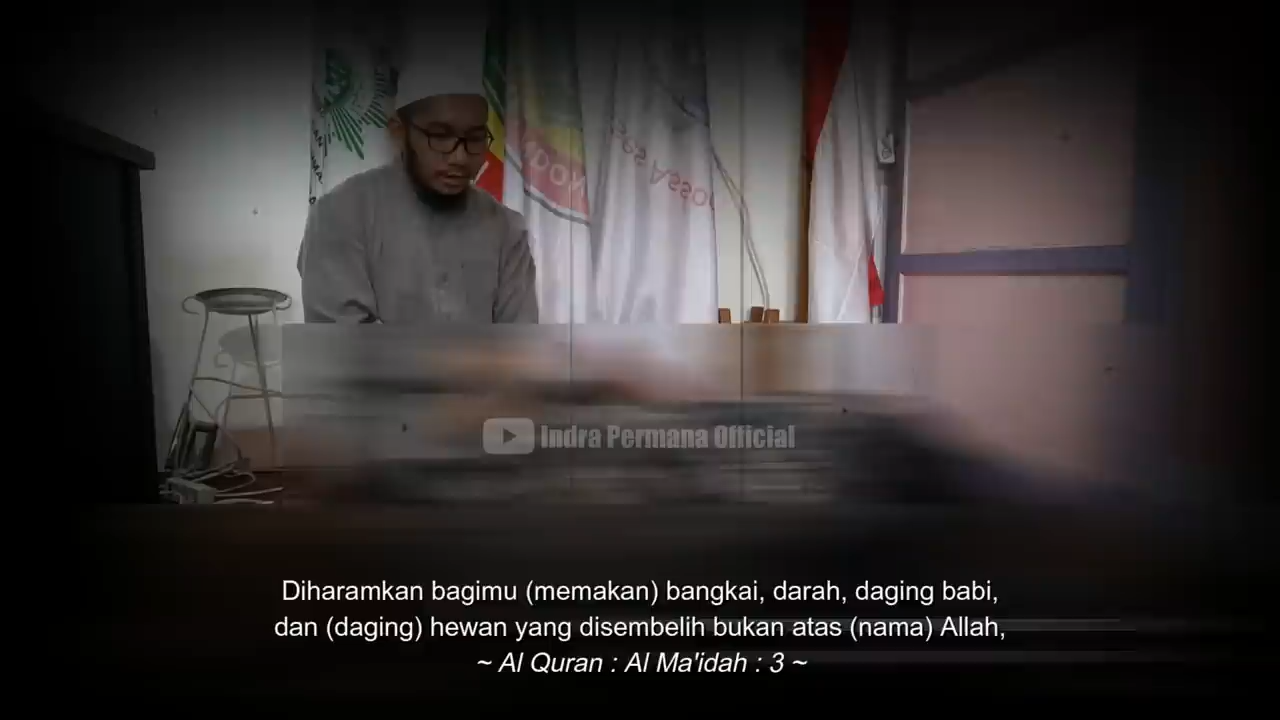 Indra Permana Official
Diharamkan bagimu (memakan) bangkai, darah, daging babi,
dan (daging) hewan yang disembelih bukan atas (nama) Allah,
~ Al Quran : Al Ma'idah : 3 ~